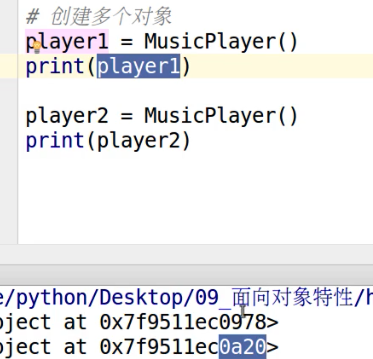 # 创建多个对象
player1 = MusicPlayer()
print(player1)
player2 = MusicPlayer()
print(player2)
e/python/Desktop/09_面向对象特性/h
oject at 0x7f9511ec0978>
oject at 0x7f9511ec0a20>